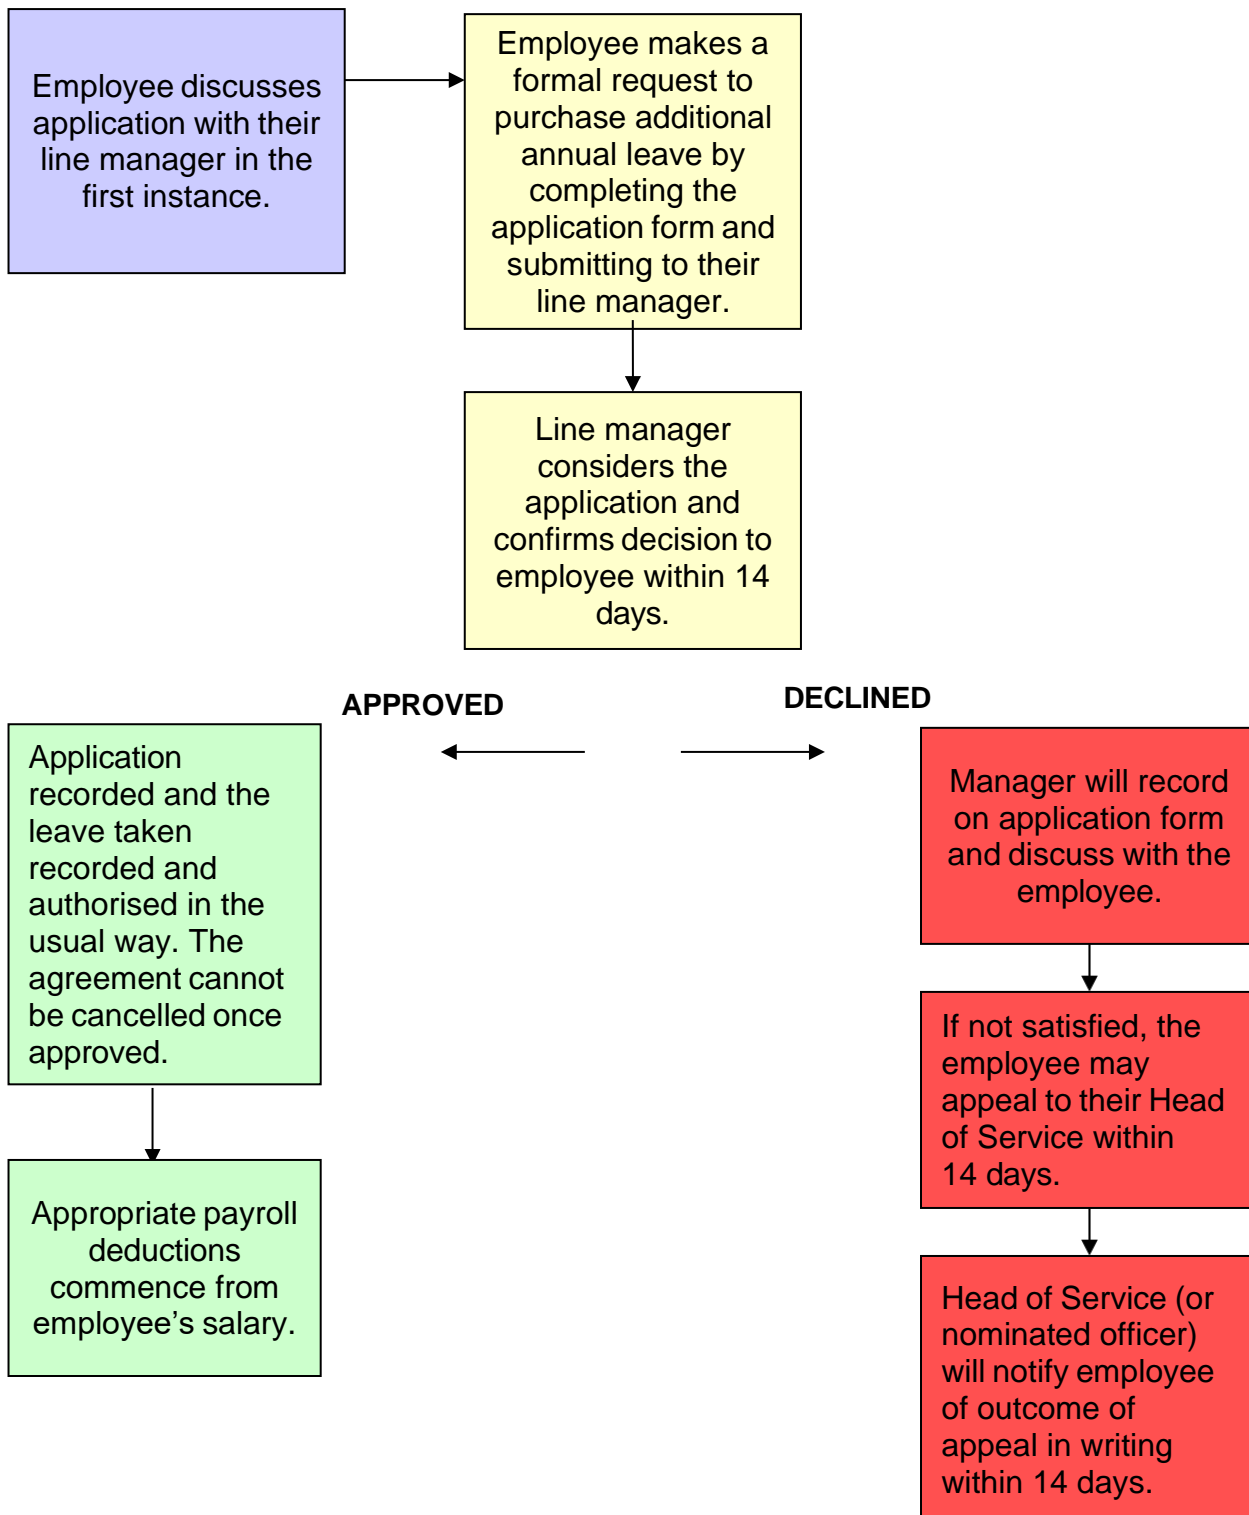 Employee discusses
application with their
line manager in the
first instance.
Employee makes a
formal request to
purchase additional
annual leave by
completing the
application form and
submitting to their
line manager.
Line manager
considers the
application and
confirms decision to
employee within 14
days.
APPROVED
DECLINED
Application
recorded and the
leave taken
recorded and
authorised in the
usual way. The
agreement cannot
be cancelled once
approved.
Appropriate payroll
deductions
commence from
employee’s salary.
Manager will record
on application form
and discuss with the
employee.
If not satisfied, the
employee may
appeal to their Head
of Service within
14 days.
Head of Service (or
nominated officer)
will notify employee
of outcome of
appeal in writing
within 14 days.